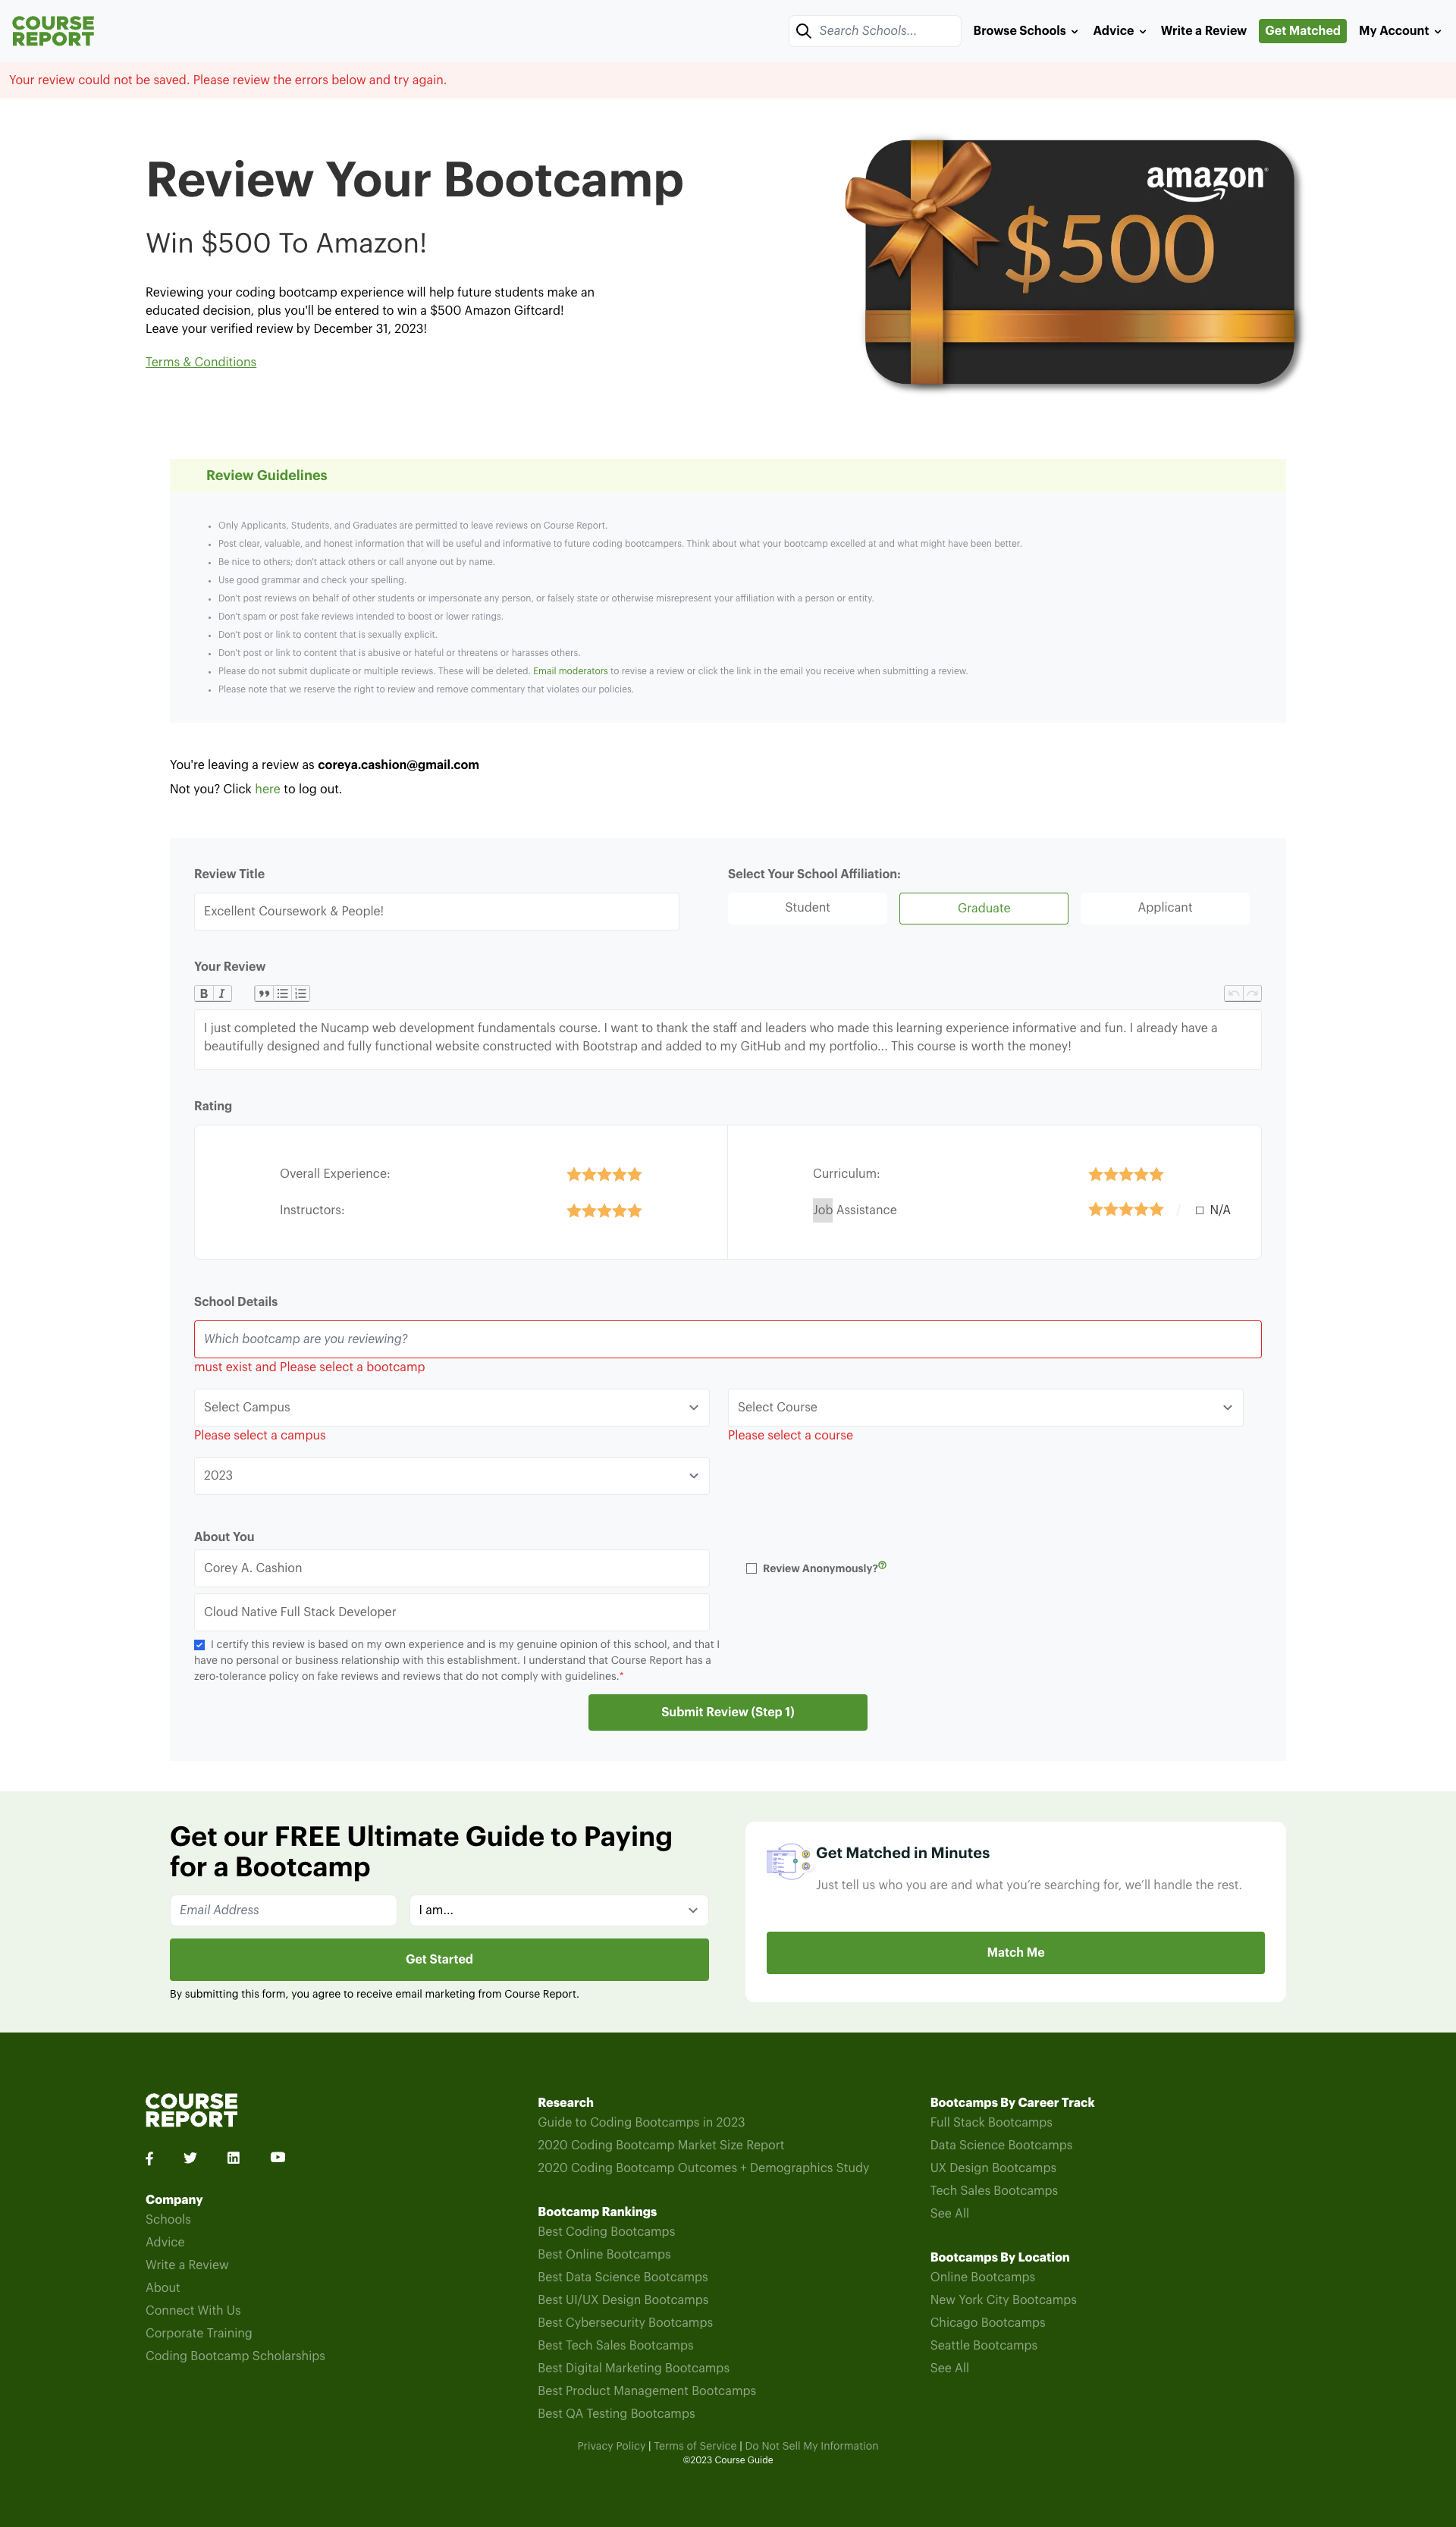 COURSE
REPORT
Search Schools...
Browse Schools
Advice
Write a Review
Get Matched
My Account
Your review could not be saved. Please review the errors below and try again.
Review Your Bootcamp
Win $500 To Amazon!
Reviewing your coding bootcamp experience will help future students make an
educated decision, plus you'll be entered to win a $500 Amazon Giftcard!
Leave your verified review by December 31, 2023!
Terms & Conditions
amazon
$500
Review Guidelines
• Only Applicants, Students, and Graduates are permitted to leave reviews on Course Report.
• Post clear, valuable, and honest information that will be useful and informative to future coding bootcampers. Think about what your bootcamp excelled at and what might have been better.
• Be nice to others; don't attack others or call anyone out by name.
• Use good grammar and check your spelling.
• Don't post reviews on behalf of other students or impersonate any person, or falsely state or otherwise misrepresent your affiliation with a person or entity.
• Don't spam or post fake reviews intended to boost or lower ratings.
• Don't post or link to content that is sexually explicit.
• Don't post or link to content that is abusive or hateful or threatens or harasses others.
• Please do not submit duplicate or multiple reviews. These will be deleted. Email moderators to revise a review or click the link in the email you receive when submitting a review.
• Please note that we reserve the right to review and remove commentary that violates our policies.
You're leaving a review as coreya.cashion@gmail.com
Not you? Click here to log out.
Review Title
Excellent Coursework & People!
Select Your School Affiliation:
Student
Graduate
Applicant
Your Review
B I
I just completed the Nucamp web development fundamentals course. I want to thank the staff and leaders who made this learning experience informative and fun. I already have a
beautifully designed and fully functional website constructed with Bootstrap and added to my GitHub and my portfolio... This course is worth the money!
Rating
Overall Experience:
Instructors:
Curriculum:
Job Assistance
/ N/A
School Details
Which bootcamp are you reviewing?
must exist and Please select a bootcamp
Select Campus
Please select a campus
Select Course
Please select a course
2023
About You
Corey A. Cashion
Review Anonymously?
Cloud Native Full Stack Developer
I certify this review is based on my own experience and is my genuine opinion of this school, and that I
have no personal or business relationship with this establishment. I understand that Course Report has a
zero-tolerance policy on fake reviews and reviews that do not comply with guidelines.*
Submit Review (Step 1)
Get our FREE Ultimate Guide to Paying
for a Bootcamp
Email Address
I am...
Get Started
By submitting this form, you agree to receive email marketing from Course Report.
Get Matched in Minutes
Just tell us who you are and what you’re searching for, we’ll handle the rest.
Match Me
COURSE
REPORT
Company
Schools
Advice
Write a Review
About
Connect With Us
Corporate Training
Coding Bootcamp Scholarships
Research
Guide to Coding Bootcamps in 2023
2020 Coding Bootcamp Market Size Report
2020 Coding Bootcamp Outcomes + Demographics Study
Bootcamp Rankings
Best Coding Bootcamps
Best Online Bootcamps
Best Data Science Bootcamps
Best UI/UX Design Bootcamps
Best Cybersecurity Bootcamps
Best Tech Sales Bootcamps
Best Digital Marketing Bootcamps
Best Product Management Bootcamps
Best QA Testing Bootcamps
Bootcamps By Career Track
Full Stack Bootcamps
Data Science Bootcamps
UX Design Bootcamps
Tech Sales Bootcamps
See All
Bootcamps By Location
Online Bootcamps
New York City Bootcamps
Chicago Bootcamps
Seattle Bootcamps
See All
Privacy Policy | Terms of Service | Do Not Sell My Information
©2023 Course Guide